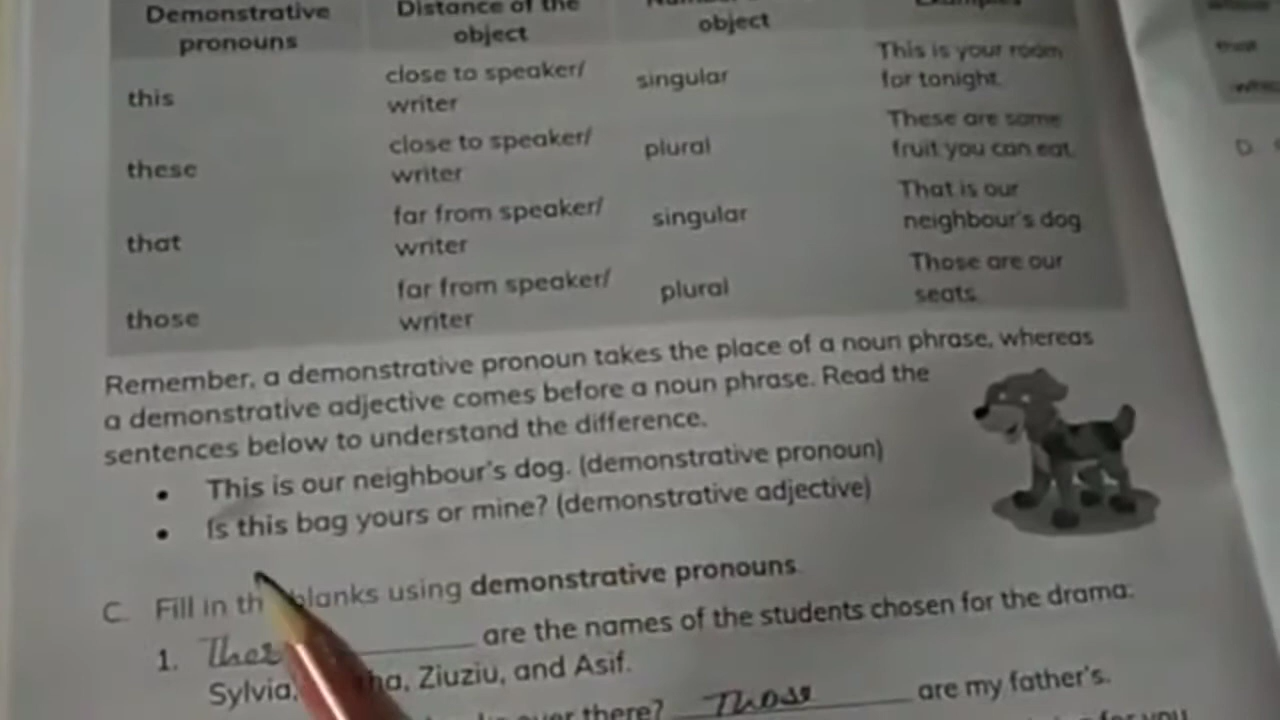 Demonstrative pronouns
Distance of the object
object
this
close to speaker/ writer
singular
This is your room for tonight.
these
close to speaker/ writer
plural
These are some fruit you can eat.
that
far from speaker/ writer
singular
That is our neighbour's dog.
those
far from speaker/ writer
plural
Those are our seats.
Remember, a demonstrative pronoun takes the place of a noun phrase, whereas
a demonstrative adjective comes before a noun phrase. Read the
sentences below to understand the difference.
• This is our neighbour's dog. (demonstrative pronoun)
• Is this bag yours or mine? (demonstrative adjective)
C. Fill in blanks using demonstrative pronouns.
1. are the names of the students chosen for the drama:
Sylvia, Ziuziu, and Asif.
over there? Those are my father's.
for you
D.